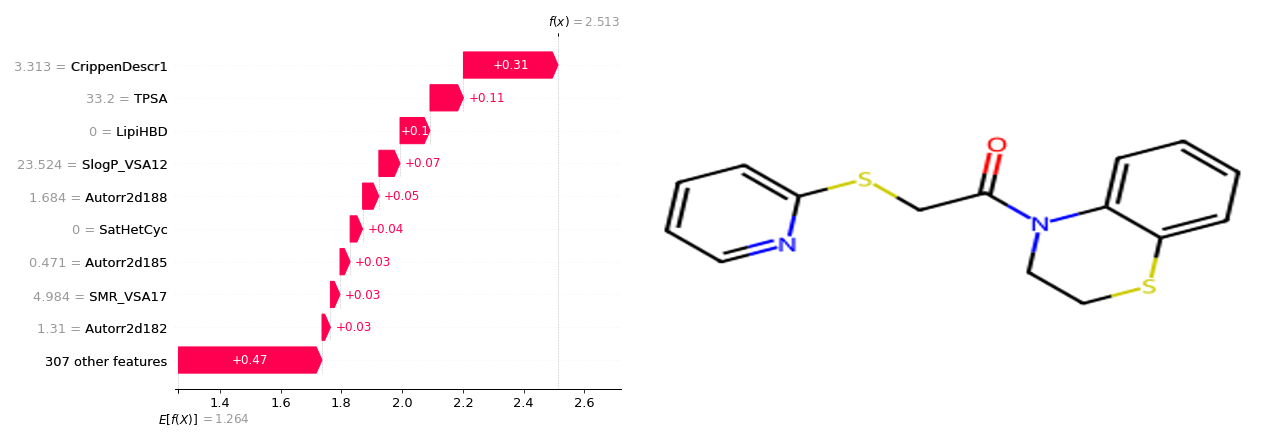 f(x) = 2.513
3.313 = CrippenDescr1
+0.31
33.2 = TPSA
+0.11
0 = LipiHBD
+0.1
23.524 = SlogP_VSA12
+0.07
1.684 = Autorr2d188
+0.05
0 = SatHetCyc
+0.04
0.471 = Autorr2d185
+0.03
4.984 = SMR_VSA17
+0.03
1.31 = Autorr2d182
+0.03
307 other features
+0.47
1.4 1.6 1.8 2.0 2.2 2.4 2.6
E[f(X)] = 1.264
O
S
N
N
S